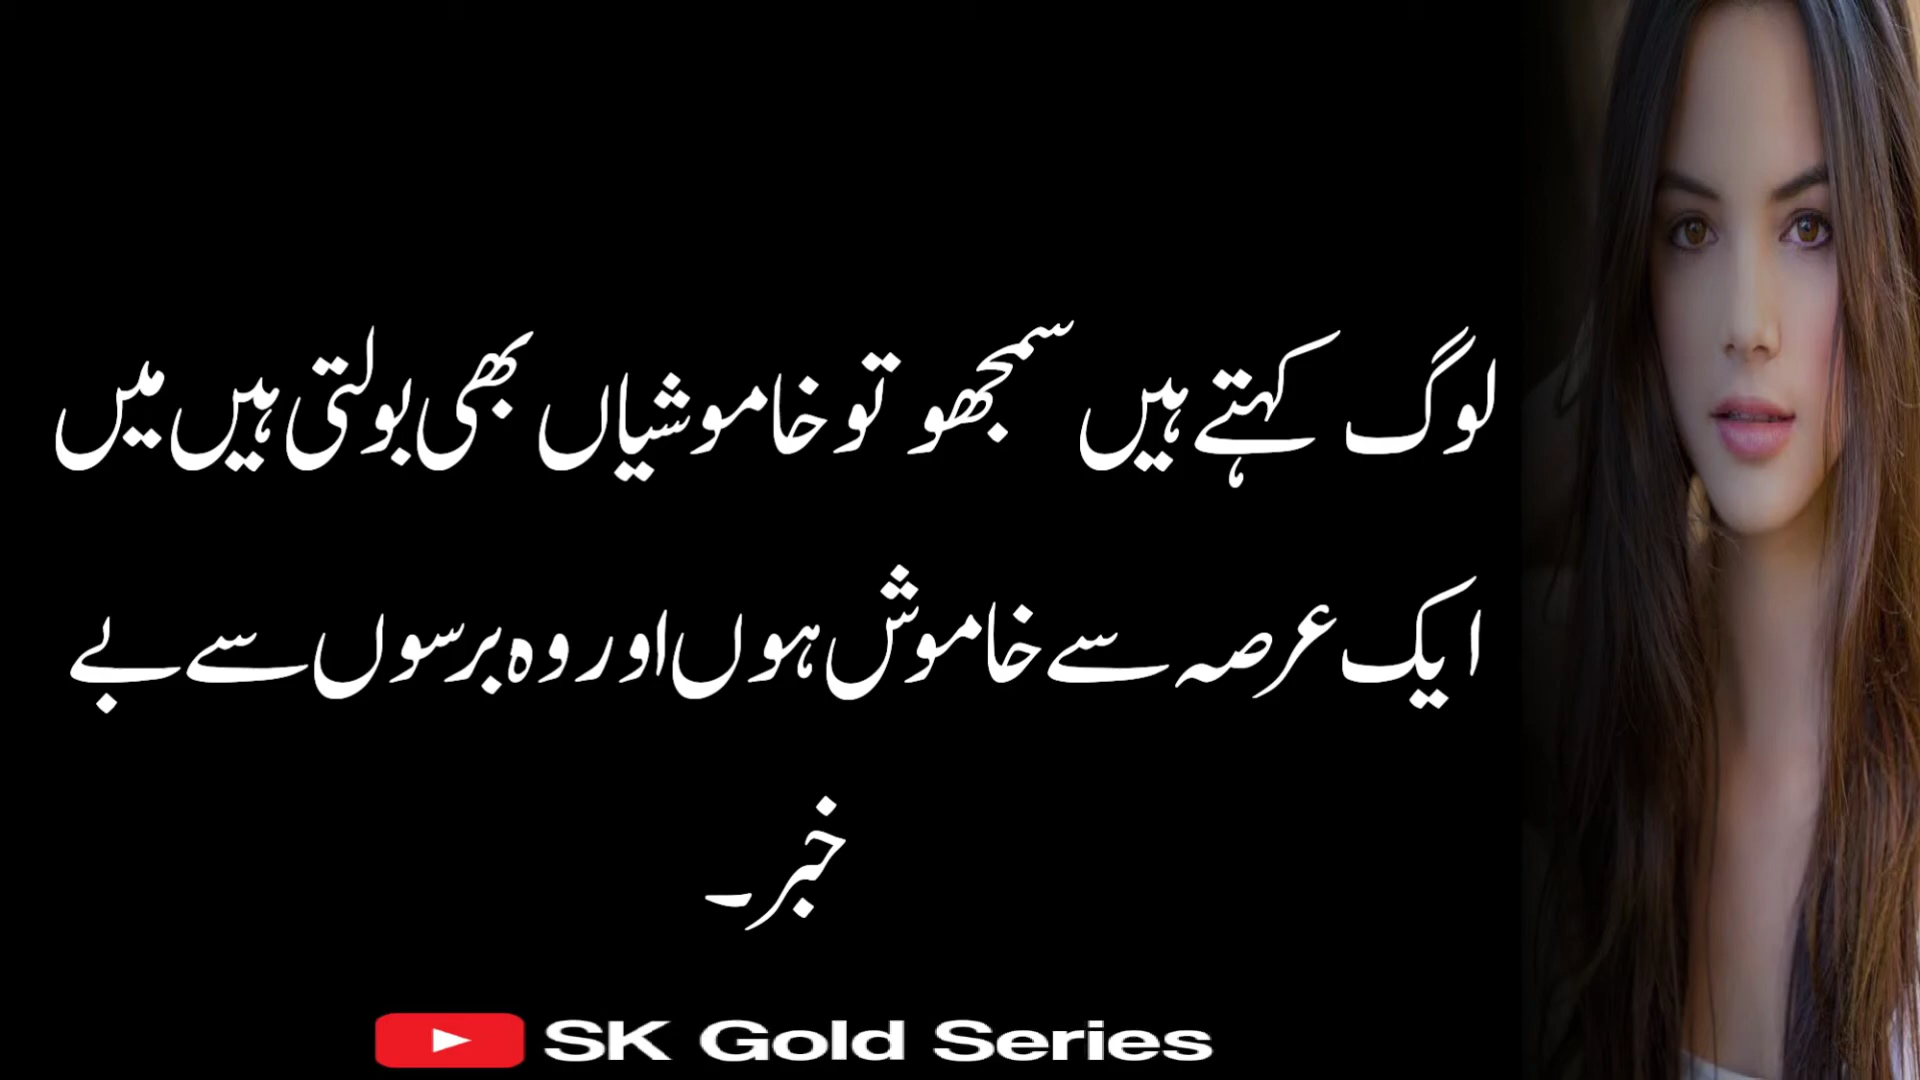 لوگ کہتے ہیں سمجھو تو خاموشیاں بھی بولتی ہیں میں
ایک عرصہ سے خاموش ہوں اور وہ برسوں سے بے
خبر۔
SK Gold Series